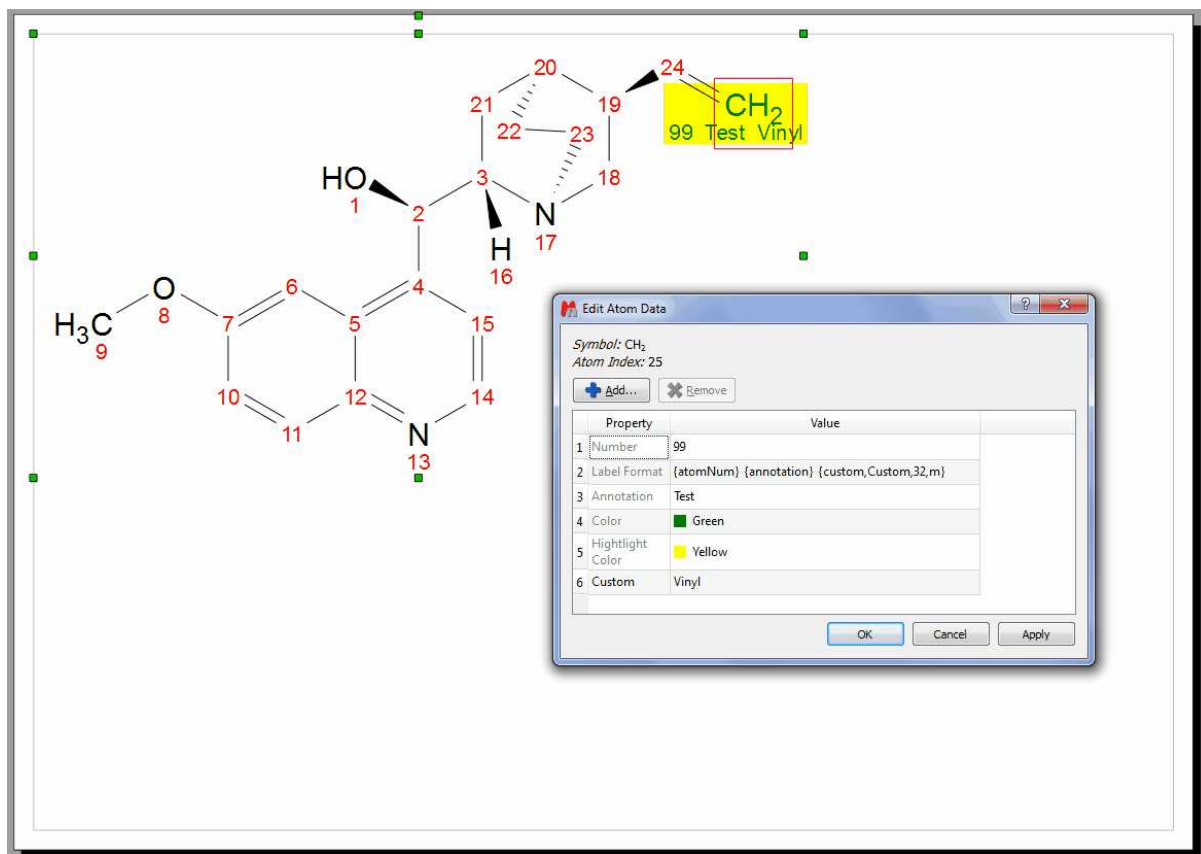 20
24
21
19
CH2
22
23
99 Test Vinyl
HO
3
18
1
2
N
17
H
16
O
6
4
8
H3C
7
5
15
9
10
12
14
11
N
13
Edit Atom Data
?
Symbol: CH2
Atom Index: 25
Add...
Remove
Property Value
1 Number 99
2 Label Format {atomNum} {annotation} {custom,Custom,32,m}
3 Annotation Test
4 Color Green
5 Hightlight
Color Yellow
6 Custom Vinyl
OK Cancel Apply